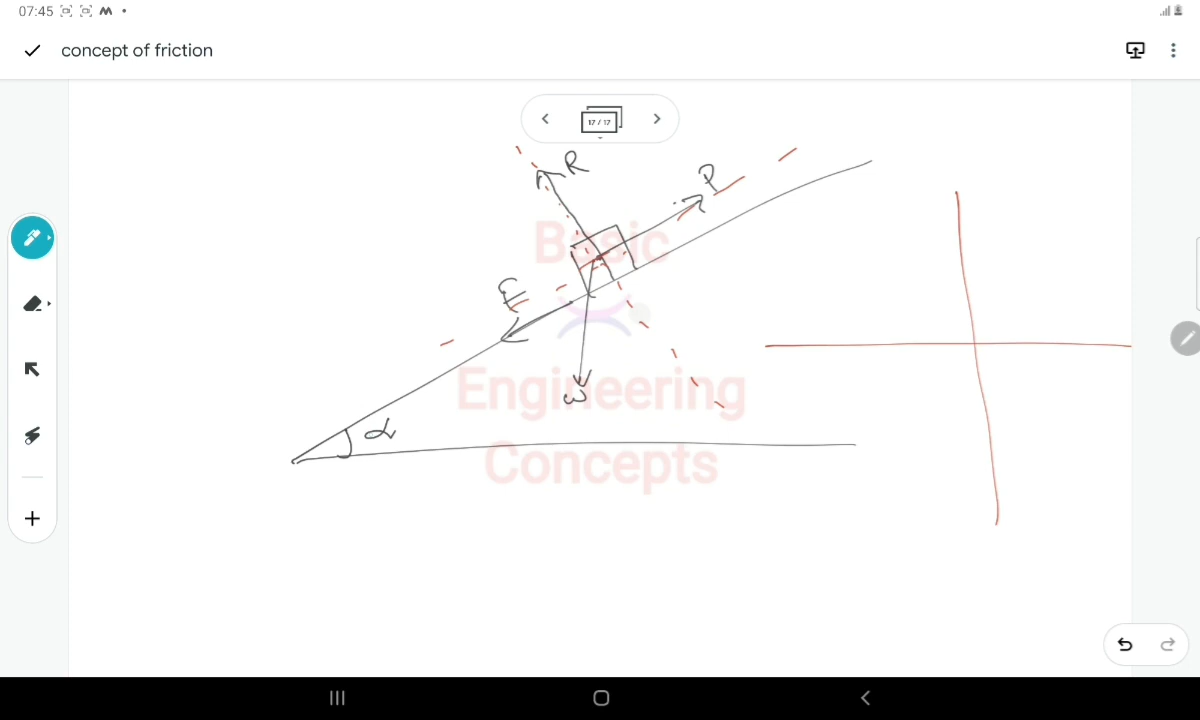 07:45
concept of friction
17 / 17
R
P
Basic
F
W
Engineering
α
Concepts